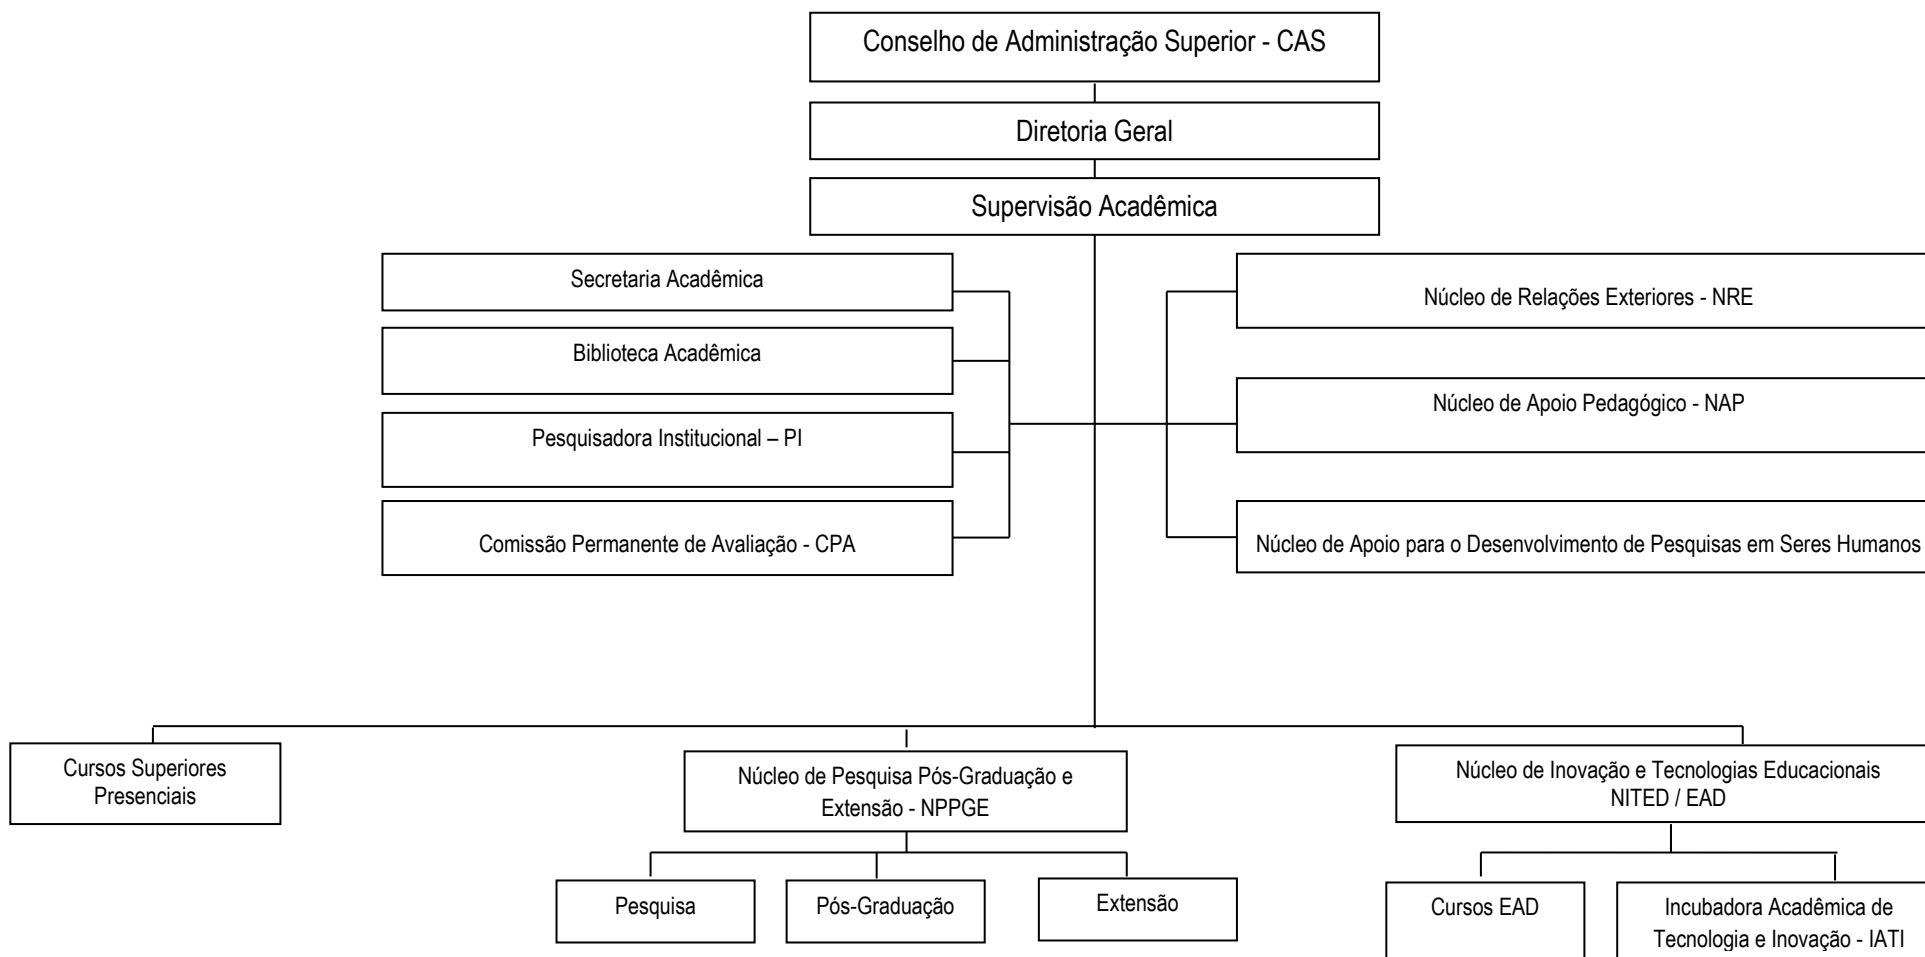 Conselho de Administração Superior - CAS
Diretoria Geral
Supervisão Acadêmica
Secretaria Acadêmica
Biblioteca Acadêmica
Pesquisadora Institucional – PI
Comissão Permanente de Avaliação - CPA
Núcleo de Relações Exteriores - NRE
Núcleo de Apoio Pedagógico - NAP
Núcleo de Apoio para o Desenvolvimento de Pesquisas em Seres Humanos
Cursos Superiores
Presenciais
Núcleo de Pesquisa Pós-Graduação e
Extensão - NPPGE
Pesquisa
Pós-Graduação
Extensão
Núcleo de Inovação e Tecnologias Educacionais
NITED / EAD
Cursos EAD
Incubadora Acadêmica de
Tecnologia e Inovação - IATI